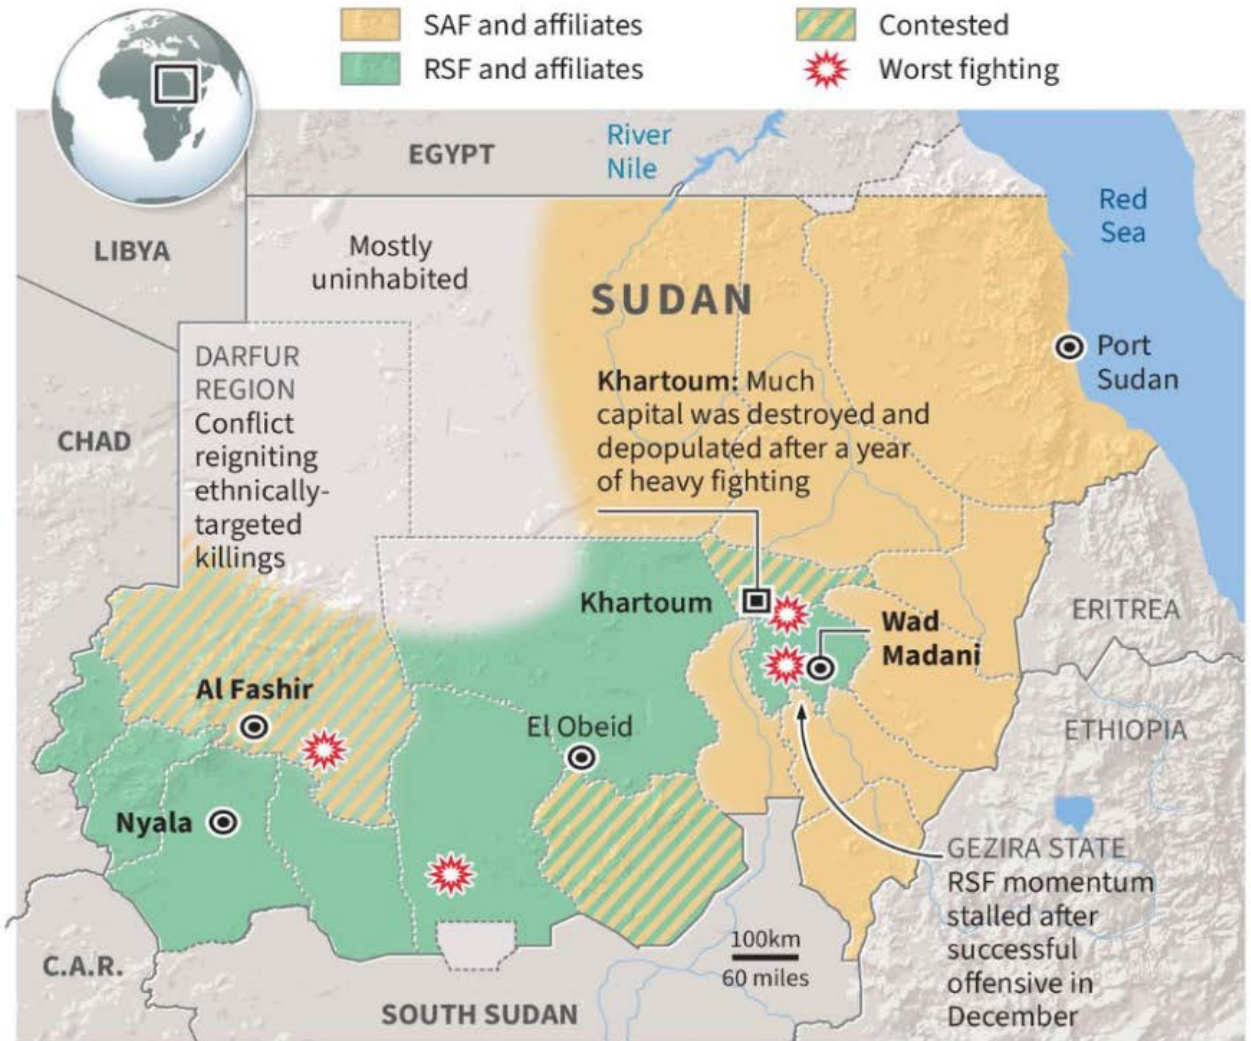 SAF and affiliates
RSF and affiliates
Contested
Worst fighting
EGYPT
River
Nile
Red
Sea
LIBYA
Mostly
uninhabited
SUDAN
Port
Sudan
DARFUR
REGION
Conflict
reigniting
ethnically-
targeted
killings
Khartoum: Much
capital was destroyed and
depopulated after a year
of heavy fighting
CHAD
Khartoum
Wad
Madani
ERITREA
Al Fashir
El Obeid
ETHIOPIA
Nyala
GEZIRA STATE
RSF momentum
stalled after
successful
offensive in
December
100km
60 miles
C.A.R.
SOUTH SUDAN